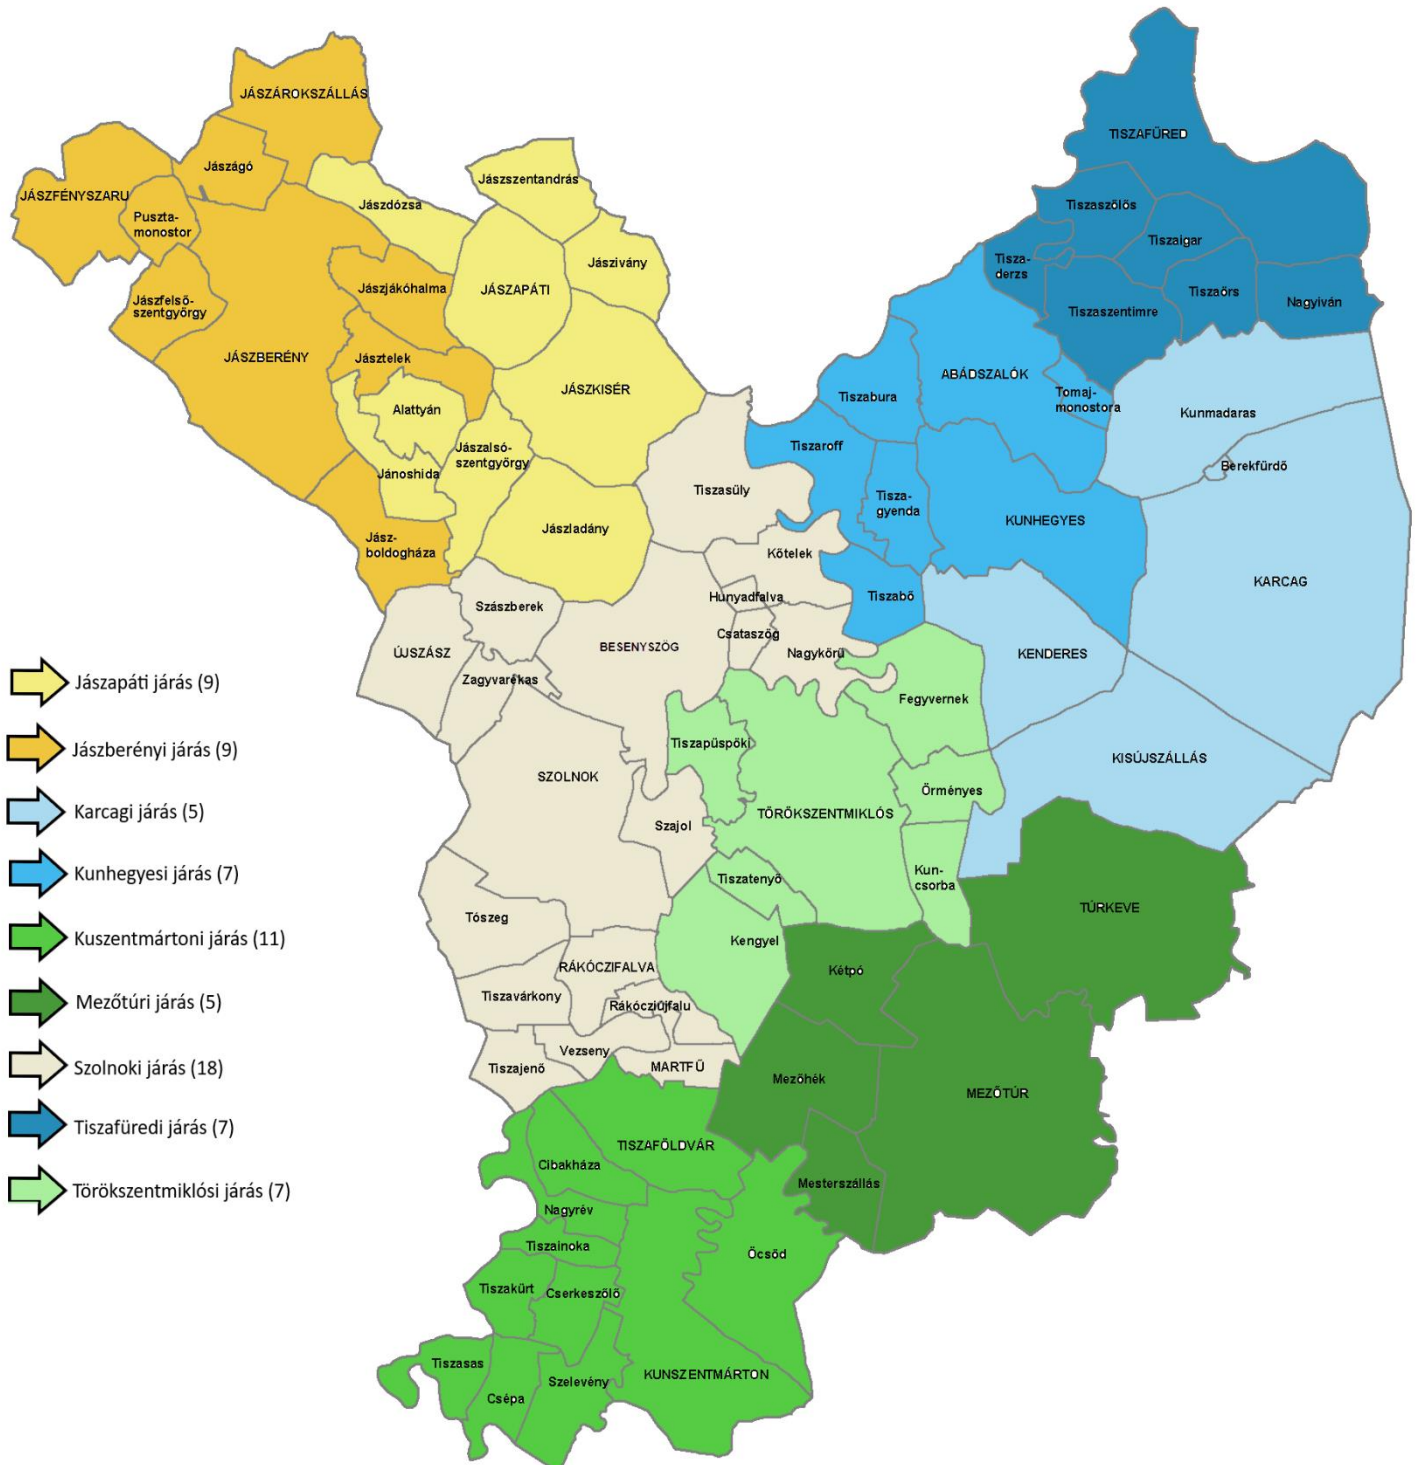 JÁSZÁROKSZÁLLÁS
Jászágó
JÁSZFÉNYSZARU
Puszta-
monostor
Jászfelső-
szentgyörgy
JÁSZBERÉNY
Jászdózsa
Jászjákóhalma
Jásztelek
Jászszentandrás
Jászivány
JÁSZAPÁTI
JÁSZKISÉR
Alattyán
Jánoshida
Jászalsó-
szentgyörgy
Jászladány
Jász-
boldogháza
TISZAFÜRED
Tiszaszőlős
Tiszaigar
Tisza-
derzs
Tiszaszentimre
Tiszaörs
Nagyiván
ABÁDSZALÓK
Tomaj-
monostora
Tiszabura
Tiszaroff
Tisza-
gyenda
KUNHEGYES
Tiszabő
Kunmadaras
Berekfürdő
KARCAG
KENDERES
KISÚJSZÁLLÁS
Tiszasüly
Kőtelek
Hunyadfalva
Csataszög
Nagykörű
BESENYSZÖG
Szászberek
ÚJSZÁSZ
Zagyvarékas
SZOLNOK
Szajol
Tószeg
RÁKÓCZIFALVA
Tiszavárkony
Rákócziújfalu
Vezseny
Tiszajenő
MARTFŰ
Fegyvernek
Tiszapüspöki
TÖRÖKSZENTMIKLÓS
Örményes
Kun-
csorba
Tiszatenyő
Kengyel
Kétpó
TÚRKEVE
Mezőhék
MEZŐTÚR
Mesterszállás
TISZAFÖLDVÁR
Cibakháza
Nagyrév
Tiszainoka
Tiszakürt
Cserkeszőlő
Öcsöd
Tiszasas
Csépa
Szelevény
KUNSZENTMÁRTON
Jászapáti járás (9)
Jászberényi járás (9)
Karcagi járás (5)
Kunhegyesi járás (7)
Kuszentmártoni járás (11)
Mezőtúri járás (5)
Szolnoki járás (18)
Tiszafüredi járás (7)
Törökszentmiklósi járás (7)